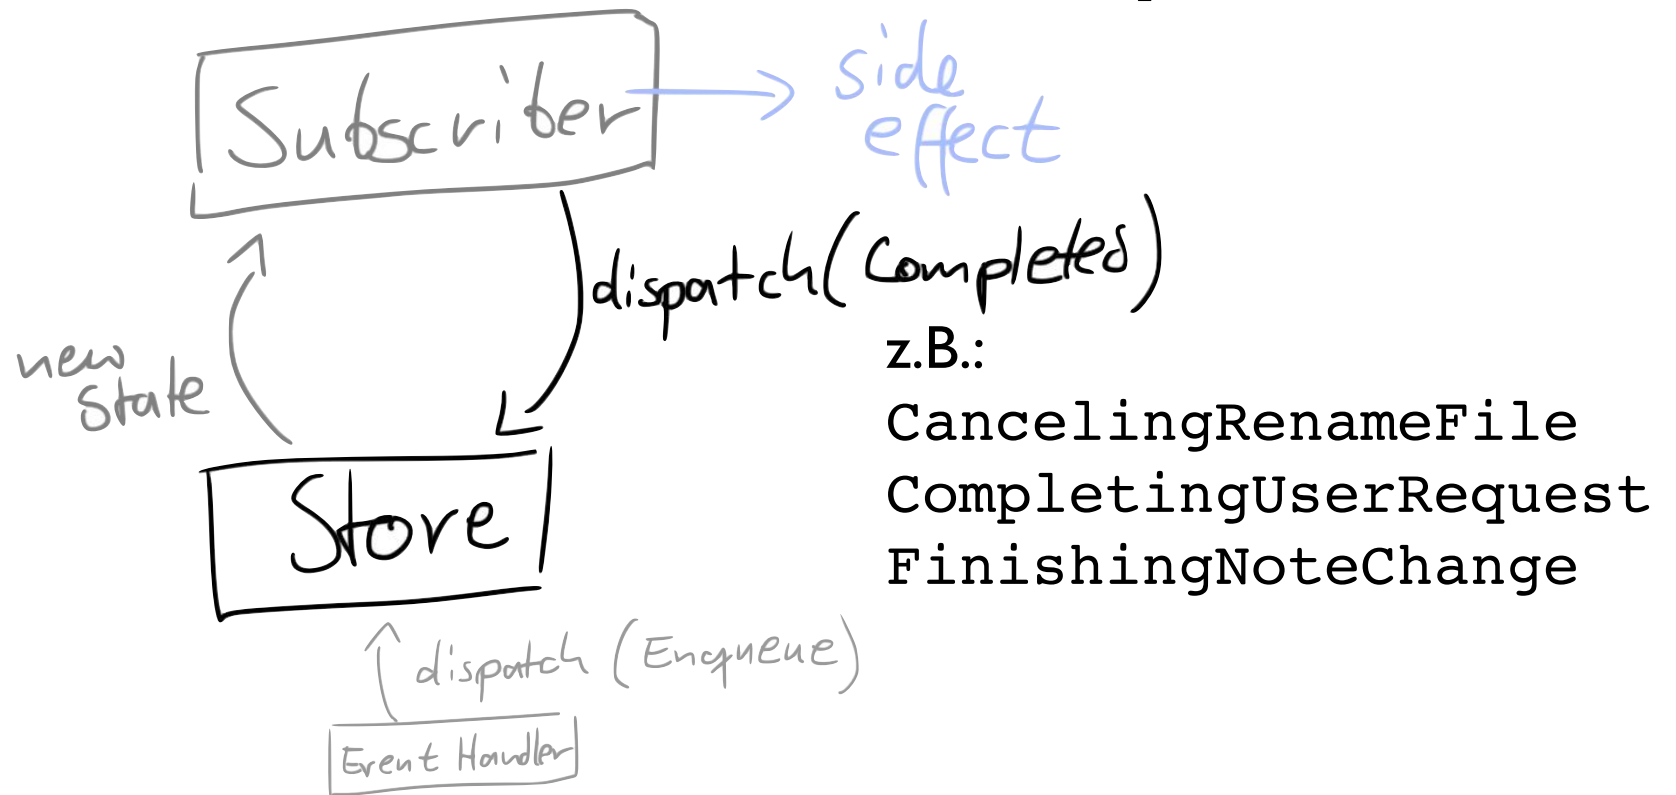 Subscriber
side
effect
dispatch (Completed)
new
state
z.B.:
CancelingRenameFile
CompletingUserRequest
FinishingNoteChange
Store
dispatch (Enqueue)
Event Handler